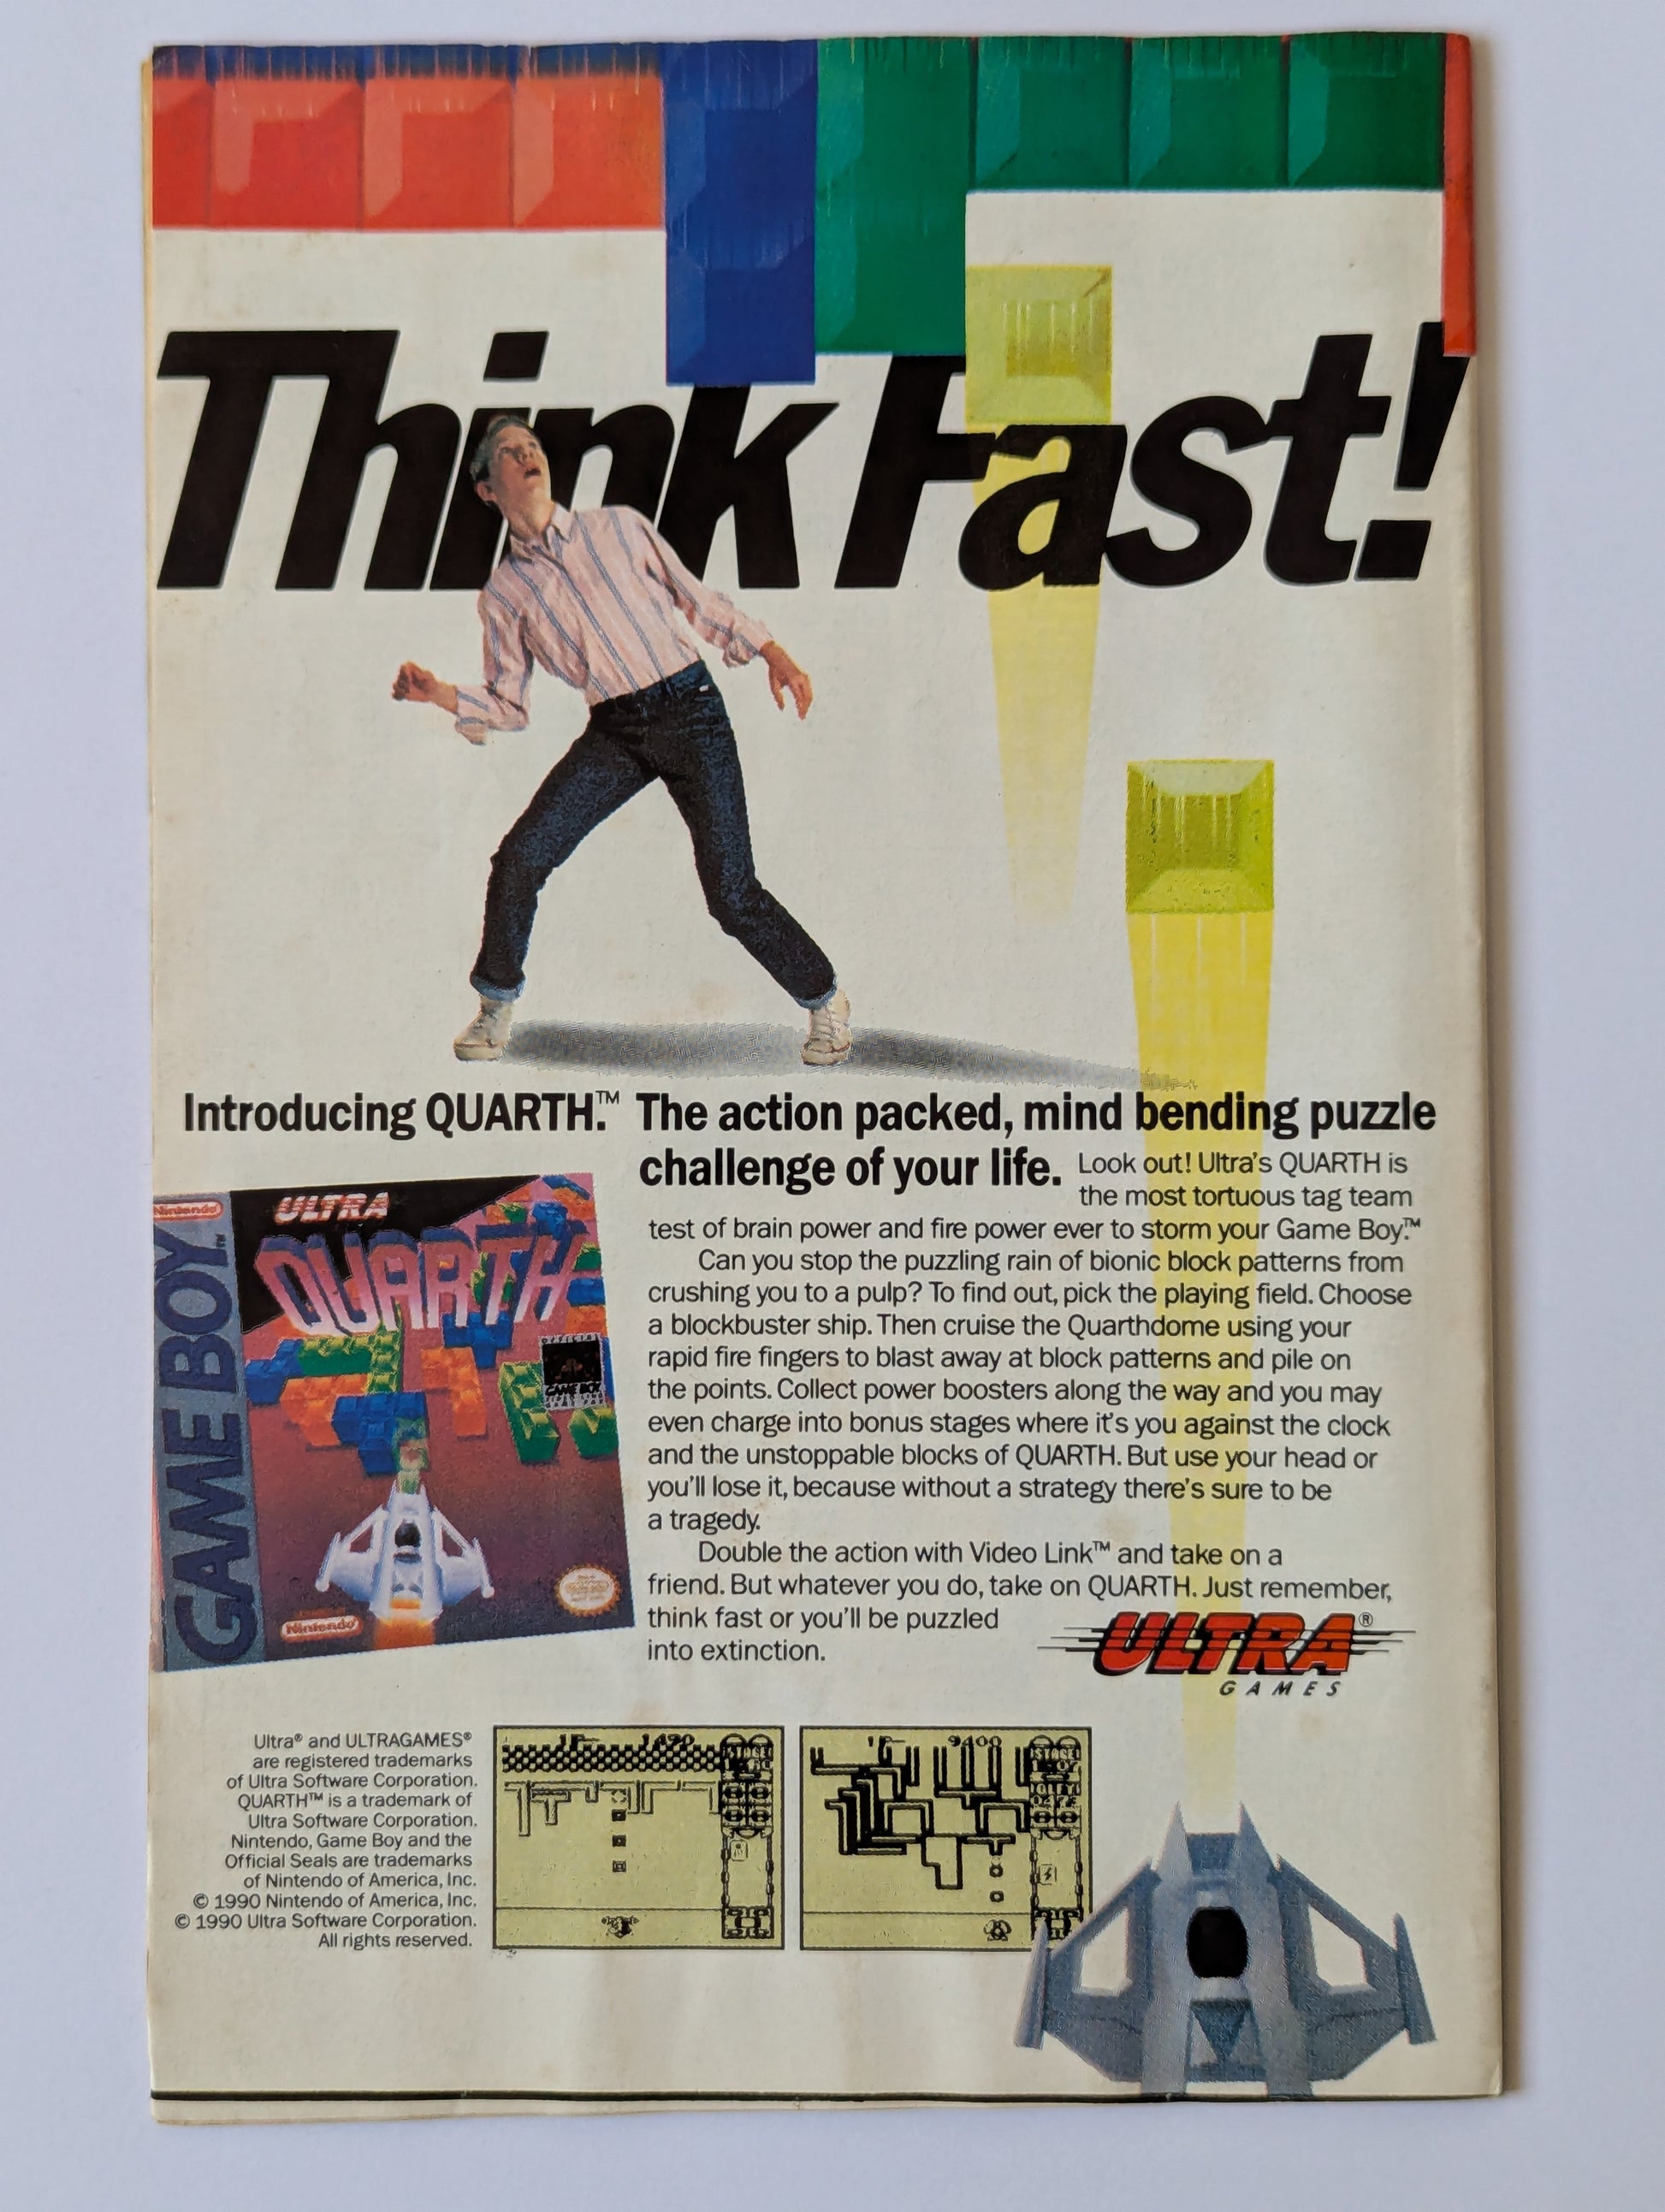 Think Fast!
Introducing QUARTH.™ The action packed, mind bending puzzle
challenge of your life. Look out! Ultra's QUARTH is
the most tortuous tag team
test of brain power and fire power ever to storm your Game Boy.™
Can you stop the puzzling rain of bionic block patterns from
crushing you to a pulp? To find out, pick the playing field. Choose
a blockbuster ship. Then cruise the Quarthdome using your
rapid fire fingers to blast away at block patterns and pile on
the points. Collect power boosters along the way and you may
even charge into bonus stages where it's you against the clock
and the unstoppable blocks of QUARTH. But use your head or
you'll lose it, because without a strategy there's sure to be
a tragedy.
Double the action with Video Link™ and take on a
friend. But whatever you do, take on QUARTH. Just remember,
think fast or you'll be puzzled
into extinction.
ULTRA®
GAMES
Nintendo
GAME BOY™
ULTRA
QUARTH
GAME BOY
Nintendo
Ultra® and ULTRAGAMES®
are registered trademarks
of Ultra Software Corporation.
QUARTH™ is a trademark of
Ultra Software Corporation.
Nintendo, Game Boy and the
Official Seals are trademarks
of Nintendo of America, Inc.
© 1990 Nintendo of America, Inc.
© 1990 Ultra Software Corporation.
All rights reserved.
1490
STAGE
9400
STAGE